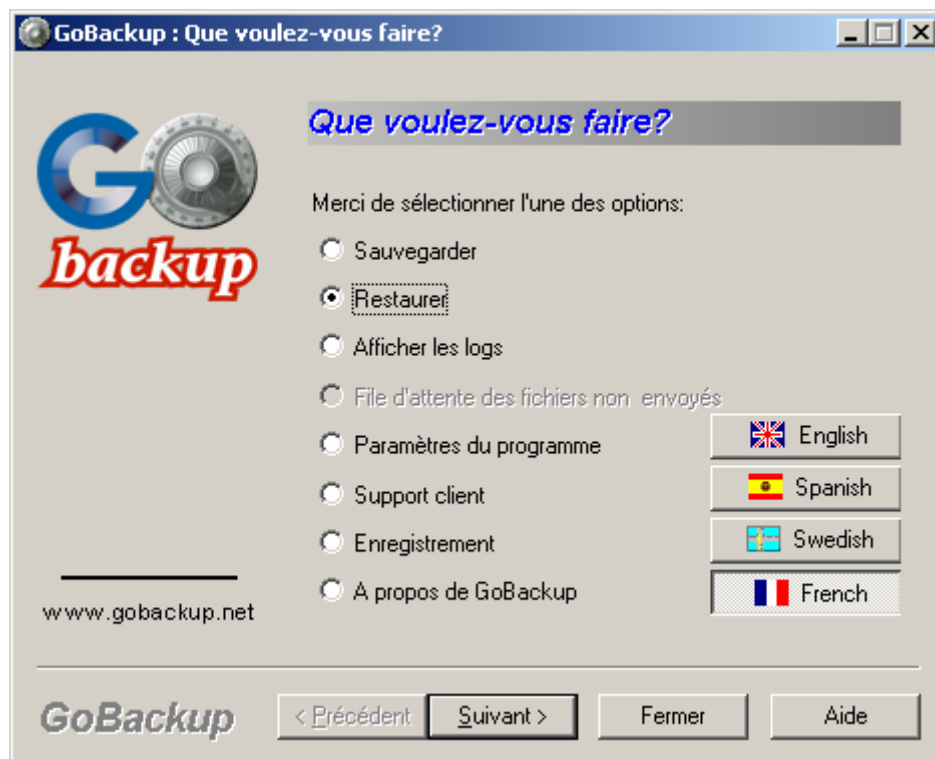 GoBackup : Que voulez-vous faire?
GO
backup
Que voulez-vous faire?
Merci de sélectionner l'une des options:
Sauvegarder
Restaurer
Afficher les logs
File d'attente des fichiers non envoyés
Paramètres du programme
Support client
Enregistrement
A propos de GoBackup
English
Spanish
Swedish
French
www.gobackup.net
GoBackup
< Précédent
Suivant >
Fermer
Aide